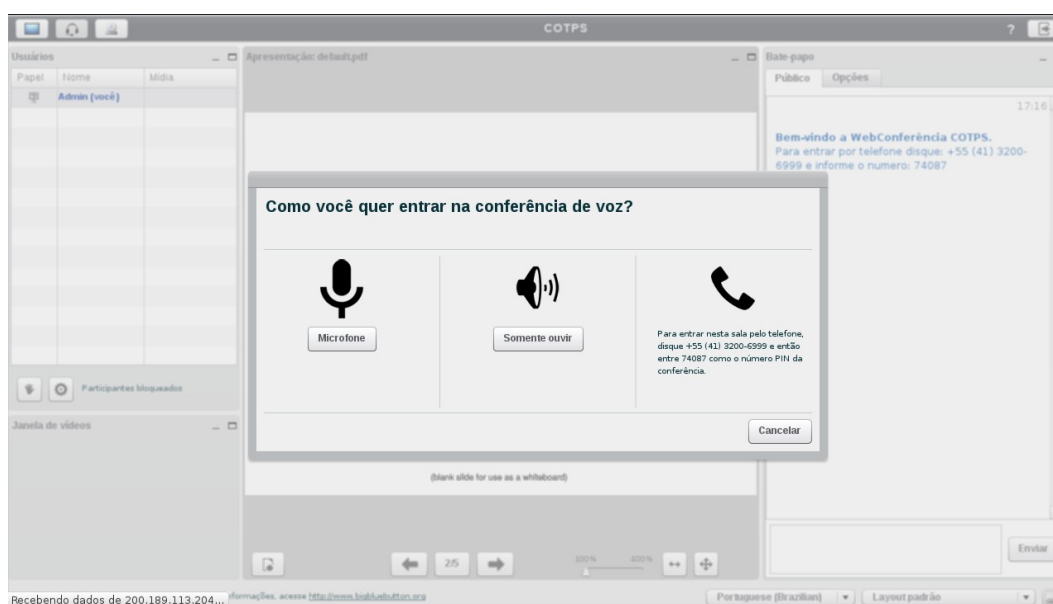 COTPS
?
Usuários
Papel Nome Mídia
Admin (você)
Participantes bloqueados
Janela de vídeos
Apresentação: default.pdf
Como você quer entrar na conferência de voz?
Microfone
Somente ouvir
Para entrar nesta sala pelo telefone,
disque +55 (41) 3200-6999 e então
entre 74087 como o número PIN da
conferência.
Cancelar
(blank slide for use as a whiteboard)
2/5
100% 400%
Bate-papo
Público Opções
17:16
Bem-vindo a WebConferência COTPS.
Para entrar por telefone disque: +55 (41) 3200-
6999 e informe o numero: 74087
Enviar
Recebendo dados de 200.189.113.204...
formações, acesse http://www.bigbluebutton.org
Portuguese (Brazilian)
Layout padrão